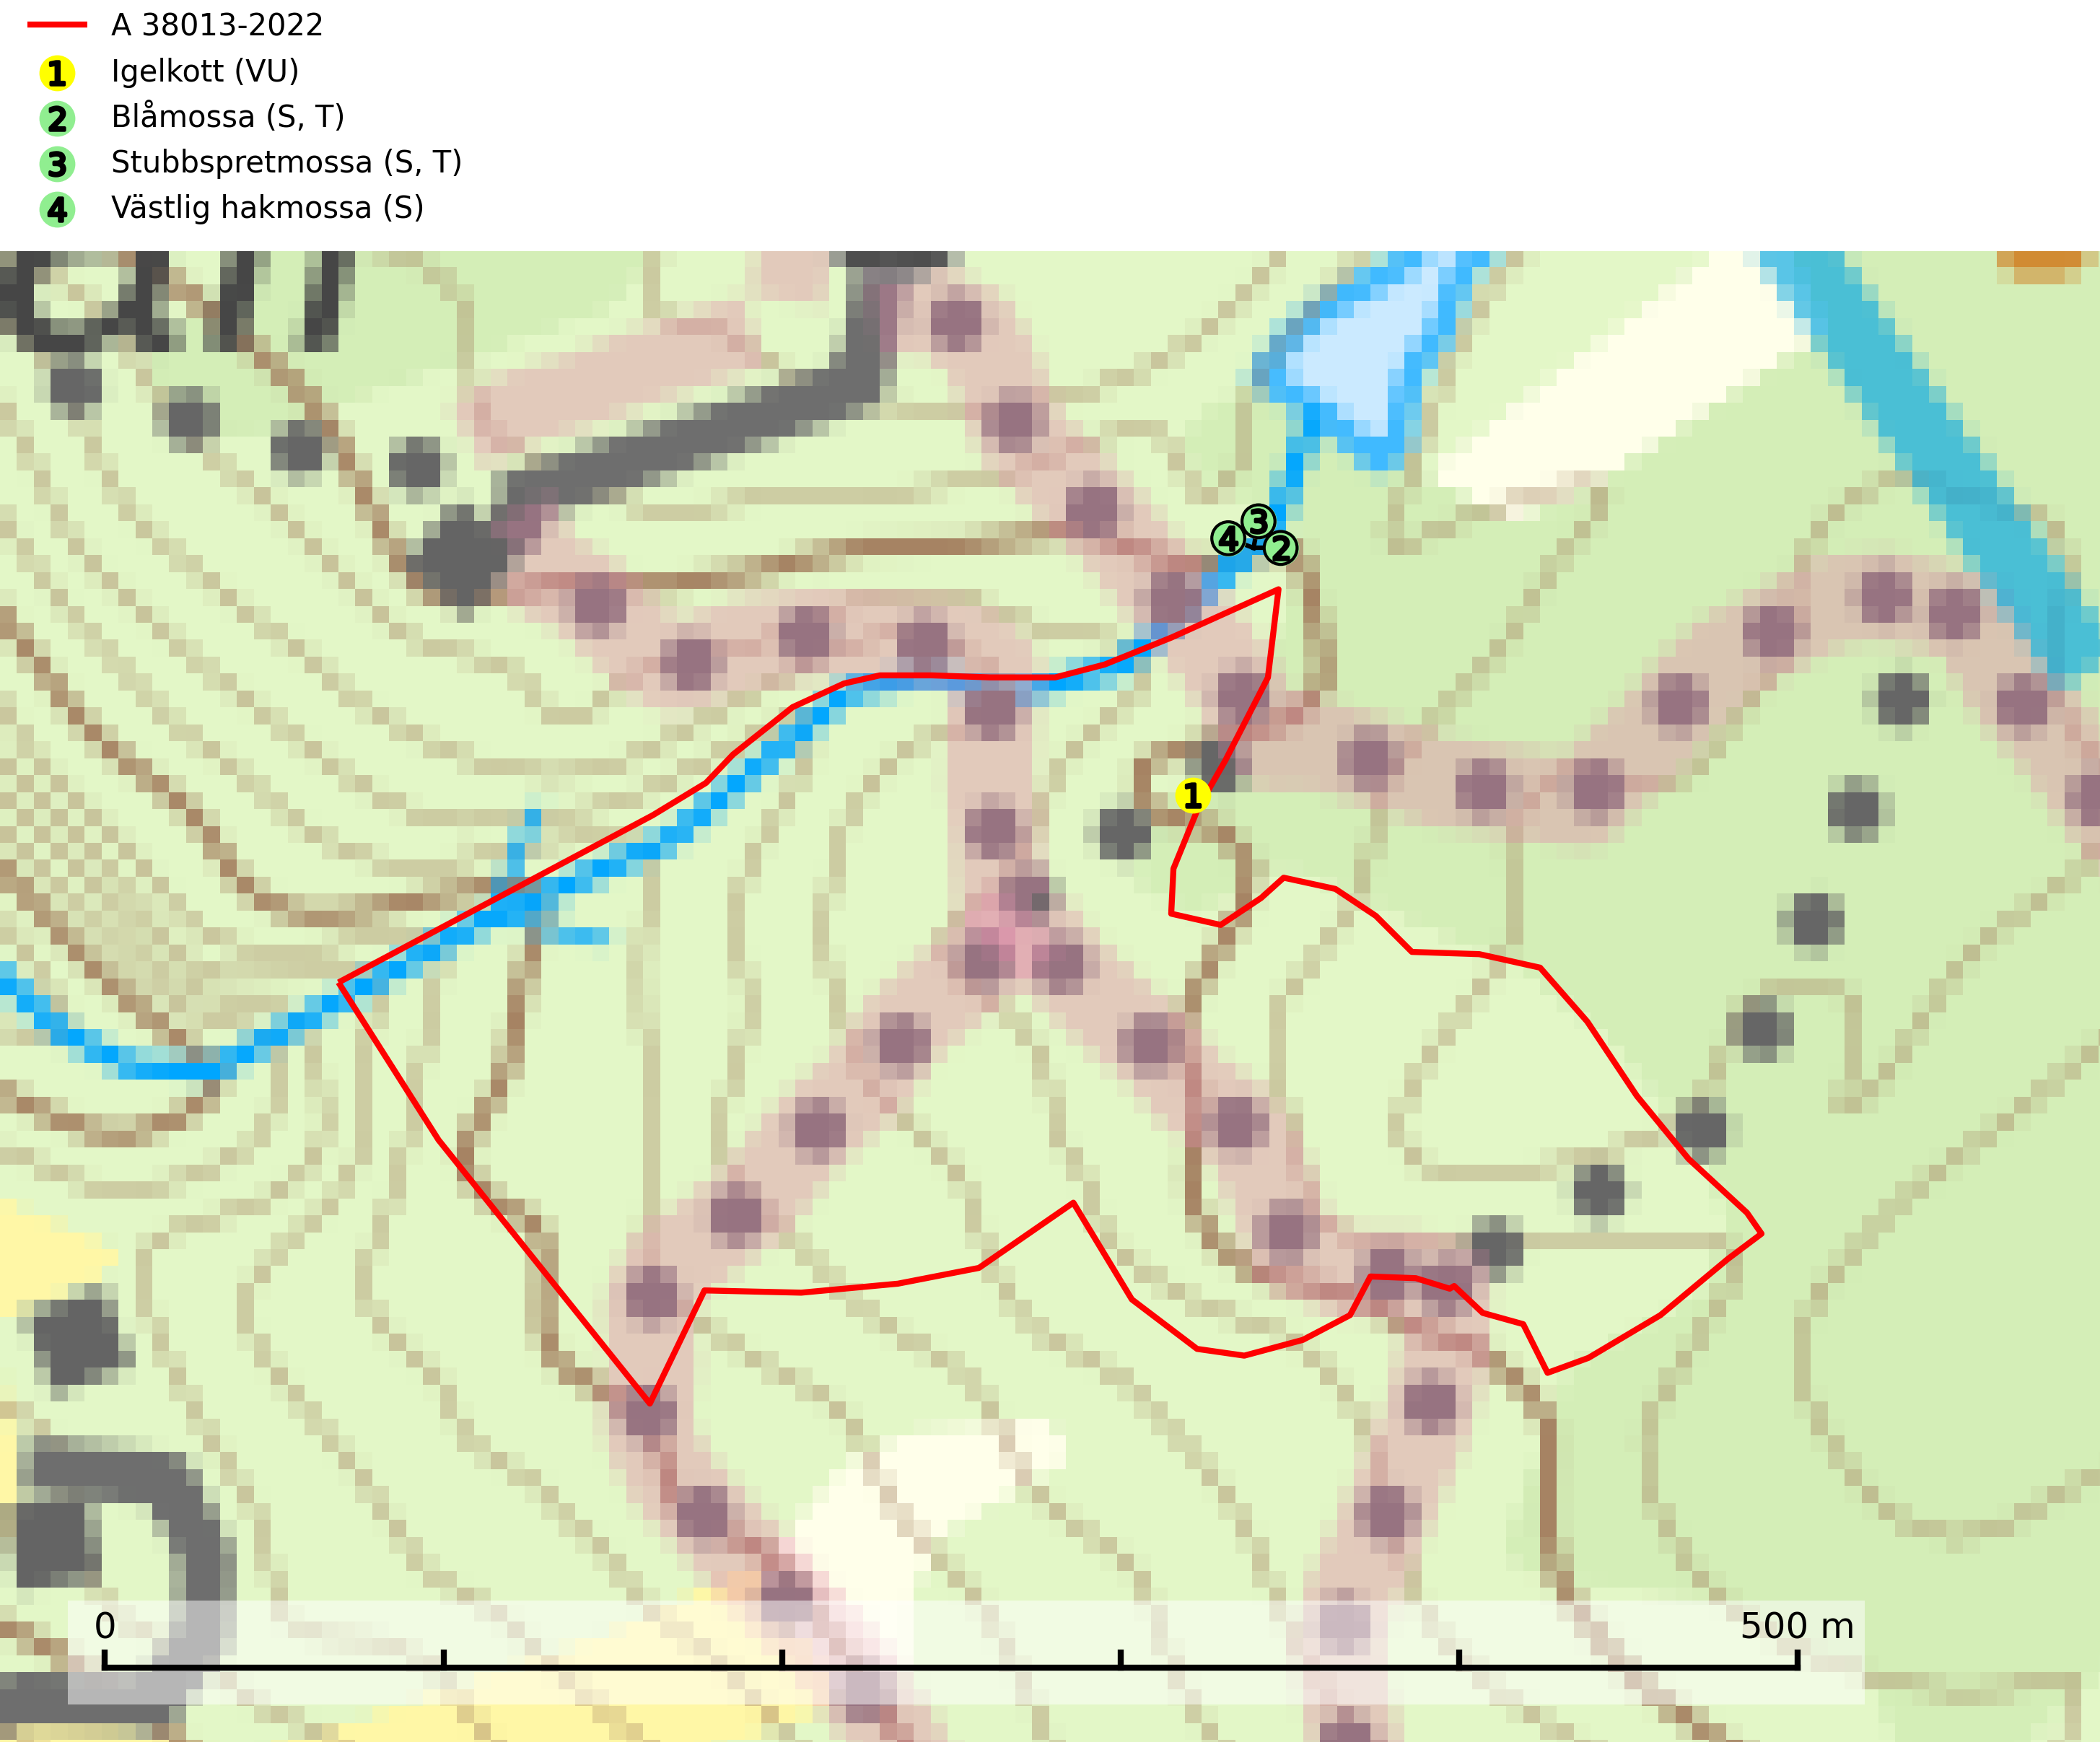 A 38013-2022
1 Igelkott (VU)
2 Blåmossa (S, T)
3 Stubbspretmossa (S, T)
4 Västlig hakmossa (S)
3
4
2
1
0
500 m